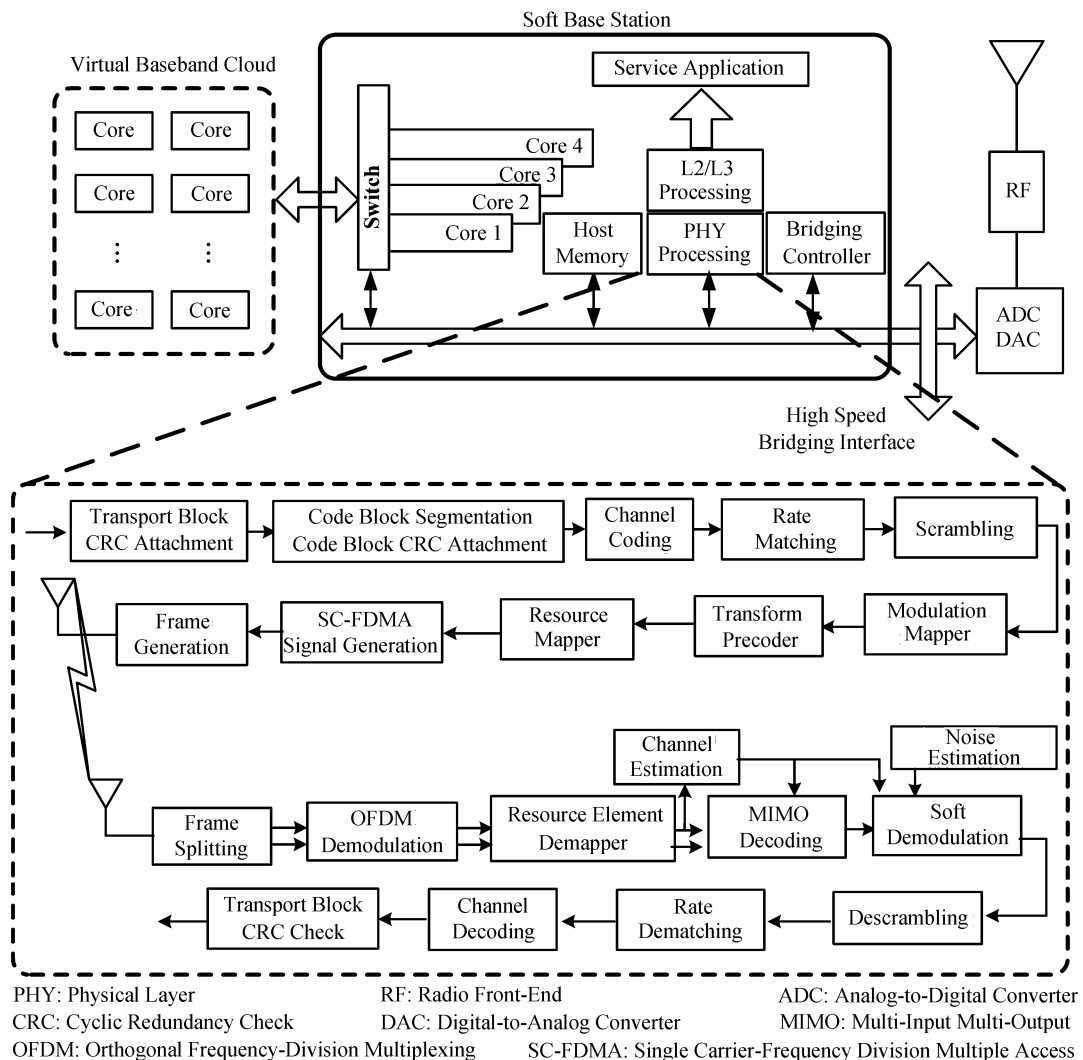 Soft Base Station
Virtual Baseband Cloud
Service Application
Core Core
Core Core
⋮ ⋮
Core Core
Switch
Core 4
Core 3
Core 2
Core 1
L2/L3
Processing
Host
Memory
PHY
Processing
Bridging
Controller
RF
ADC
DAC
High Speed
Bridging Interface
Transport Block
CRC Attachment
Code Block Segmentation
Code Block CRC Attachment
Channel
Coding
Rate
Matching
Scrambling
Frame
Generation
SC-FDMA
Signal Generation
Resource
Mapper
Transform
Precoder
Modulation
Mapper
Channel
Estimation
Noise
Estimation
Frame
Splitting
OFDM
Demodulation
Resource Element
Demapper
MIMO
Decoding
Soft
Demodulation
Transport Block
CRC Check
Channel
Decoding
Rate
Dematching
Descrambling
PHY: Physical Layer RF: Radio Front-End ADC: Analog-to-Digital Converter
CRC: Cyclic Redundancy Check DAC: Digital-to-Analog Converter MIMO: Multi-Input Multi-Output
OFDM: Orthogonal Frequency-Division Multiplexing SC-FDMA: Single Carrier-Frequency Division Multiple Access